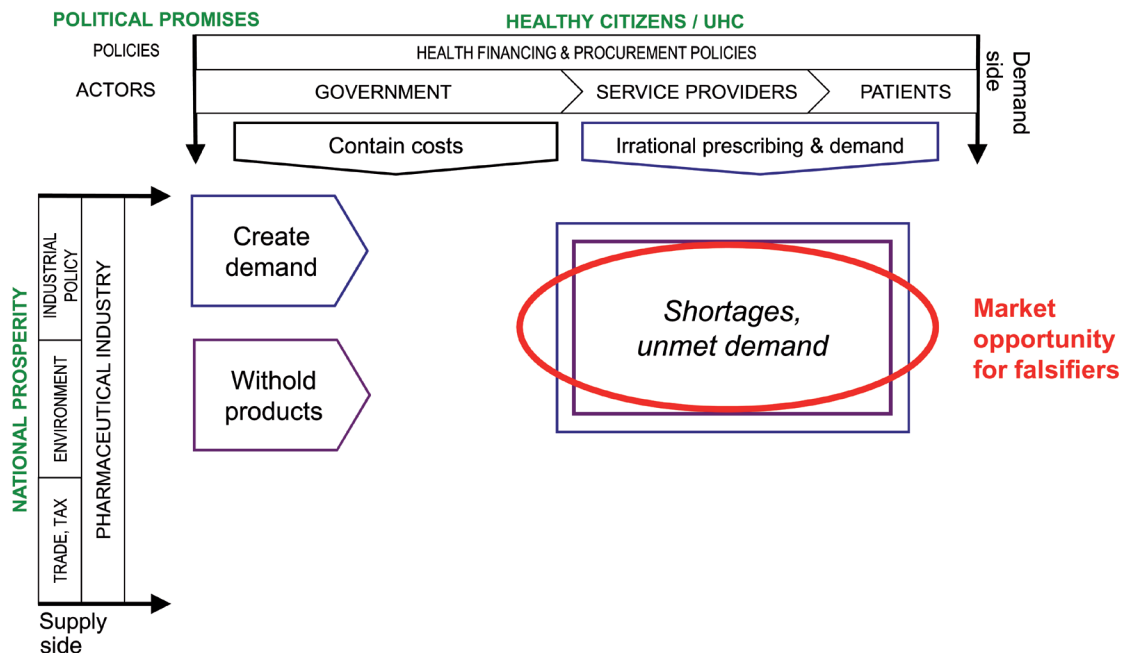 POLITICAL PROMISES
HEALTHY CITIZENS / UHC
POLICIES
HEALTH FINANCING & PROCUREMENT POLICIES
ACTORS
GOVERNMENT
SERVICE PROVIDERS
PATIENTS
Demand
side
Contain costs
Irrational prescribing & demand
NATIONAL PROSPERITY
INDUSTRIAL
POLICY
ENVIRONMENT
TRADE, TAX
PHARMACEUTICAL INDUSTRY
Create
demand
Withold
products
Shortages,
unmet demand
Market
opportunity
for falsifiers
Supply
side